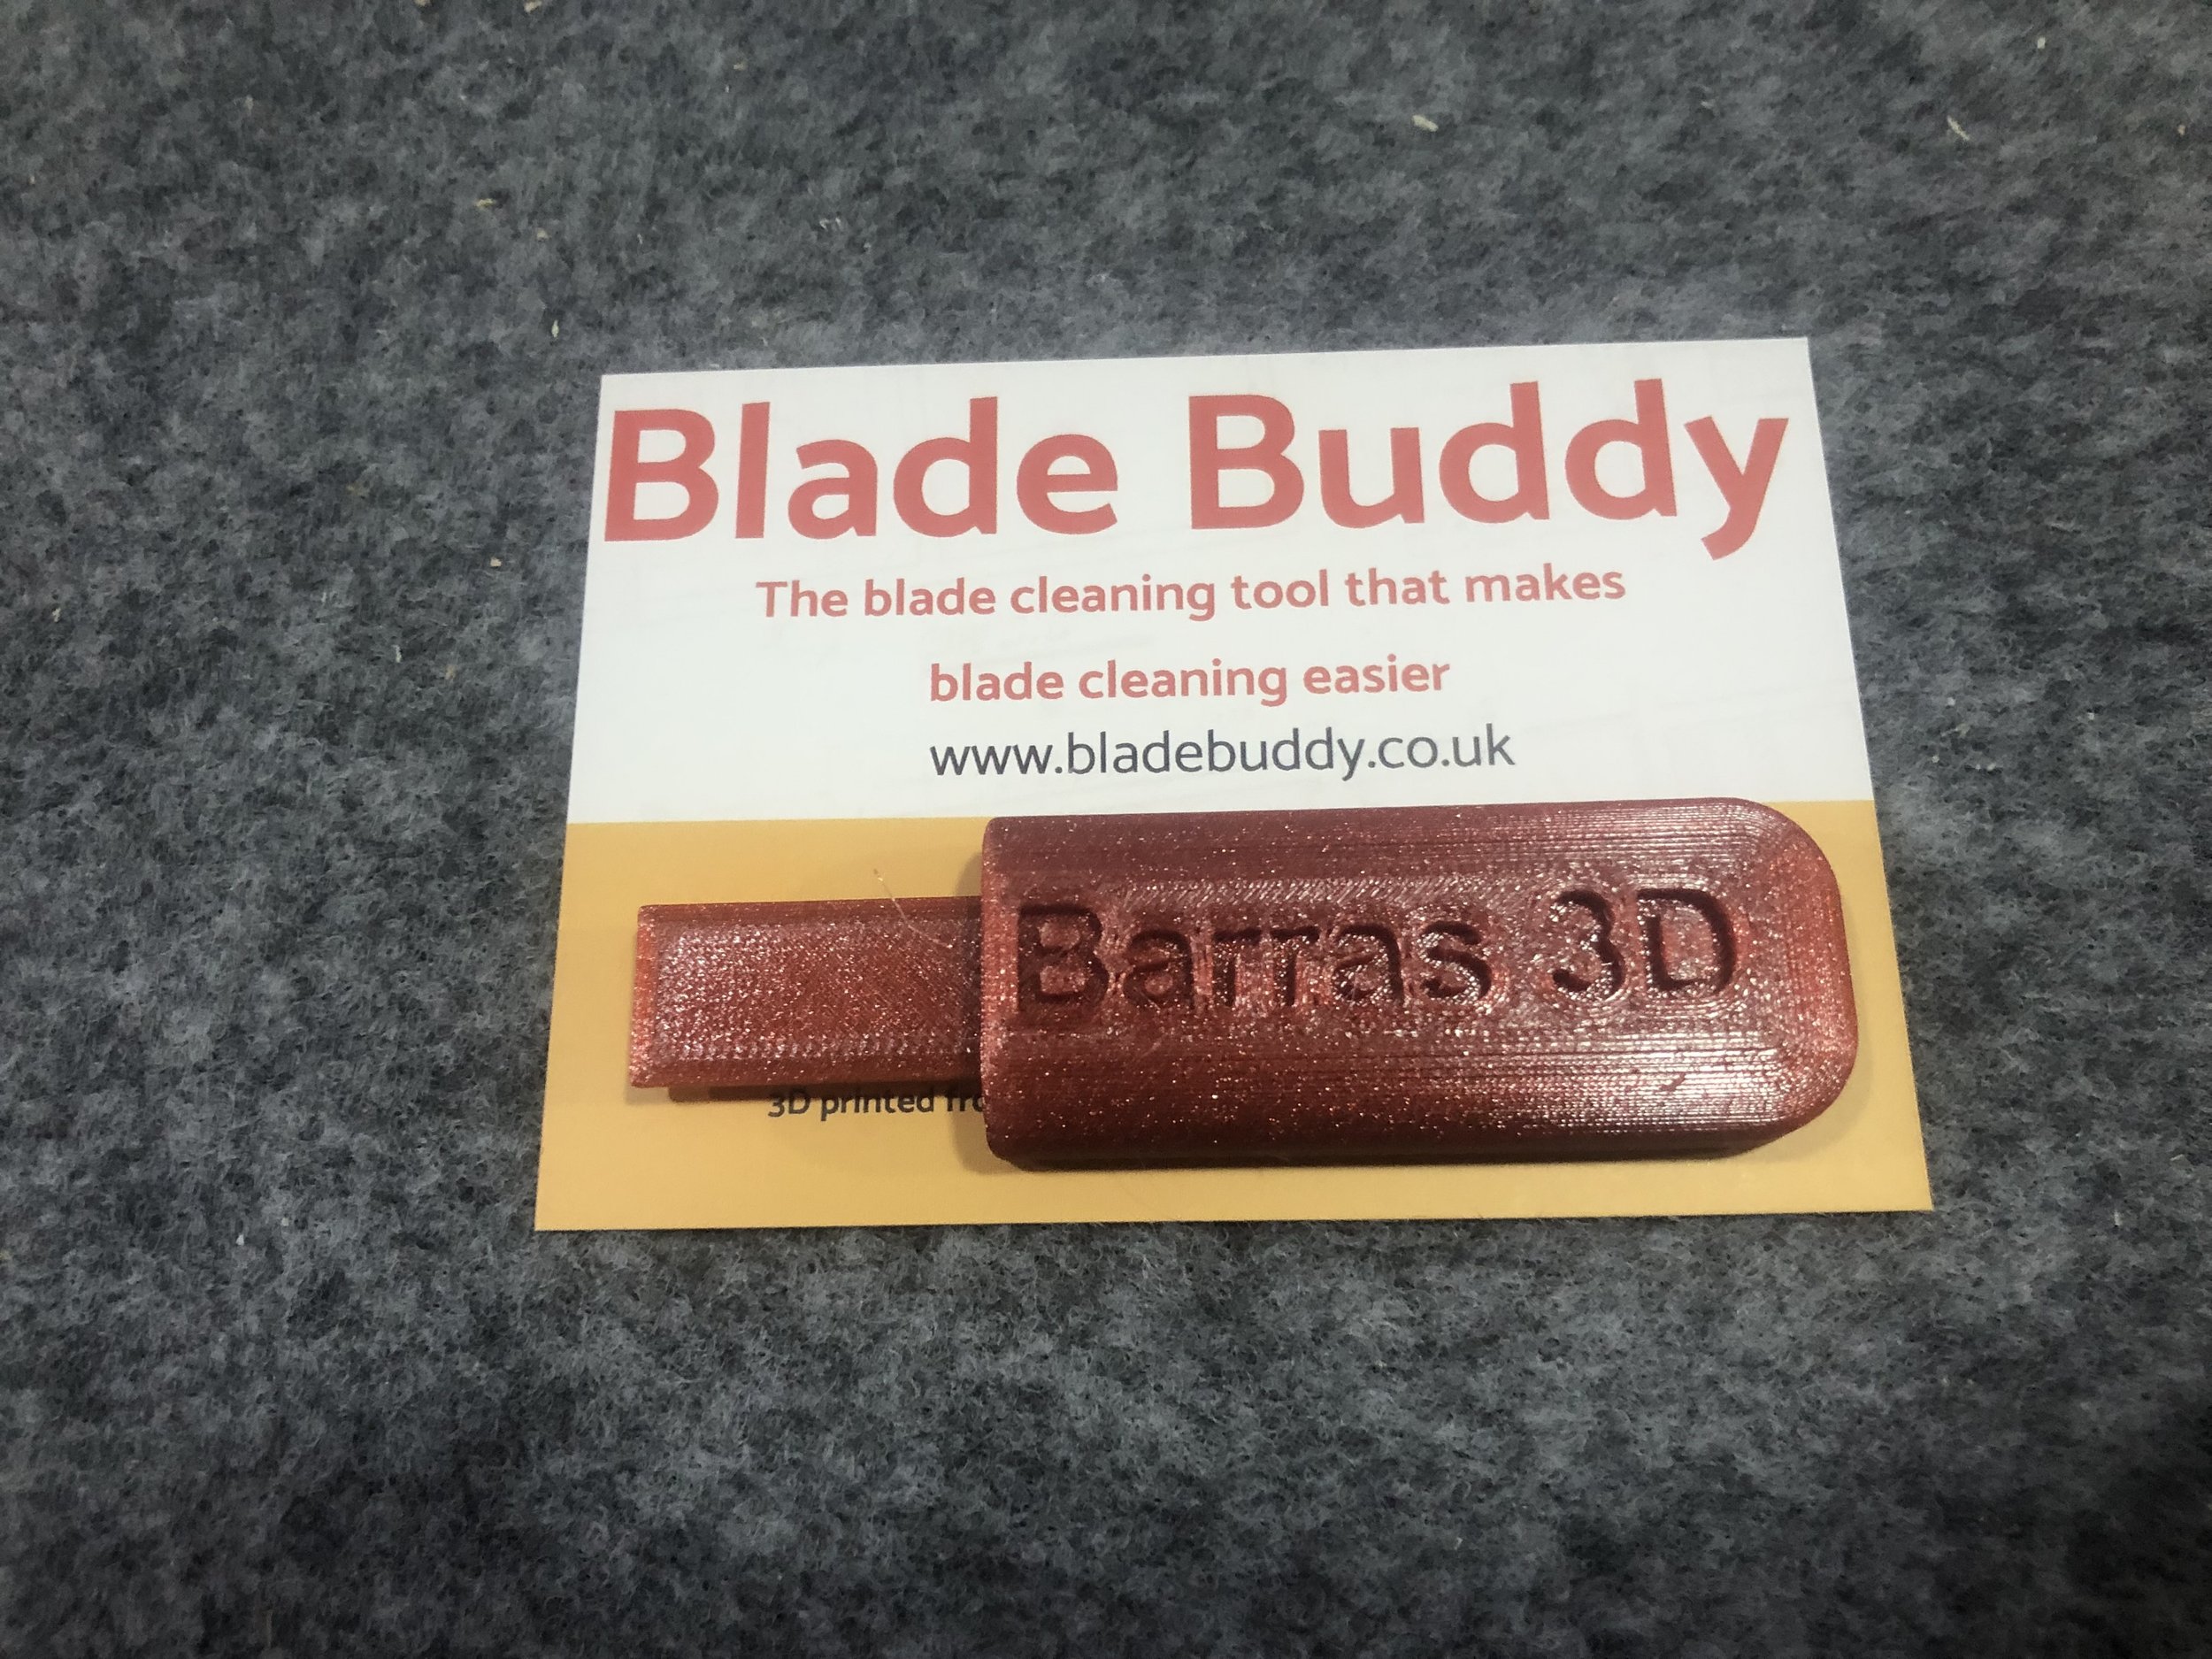 Blade Buddy
The blade cleaning tool that makes
blade cleaning easier
www.bladebuddy.co.uk
Barras 3D
3D printed